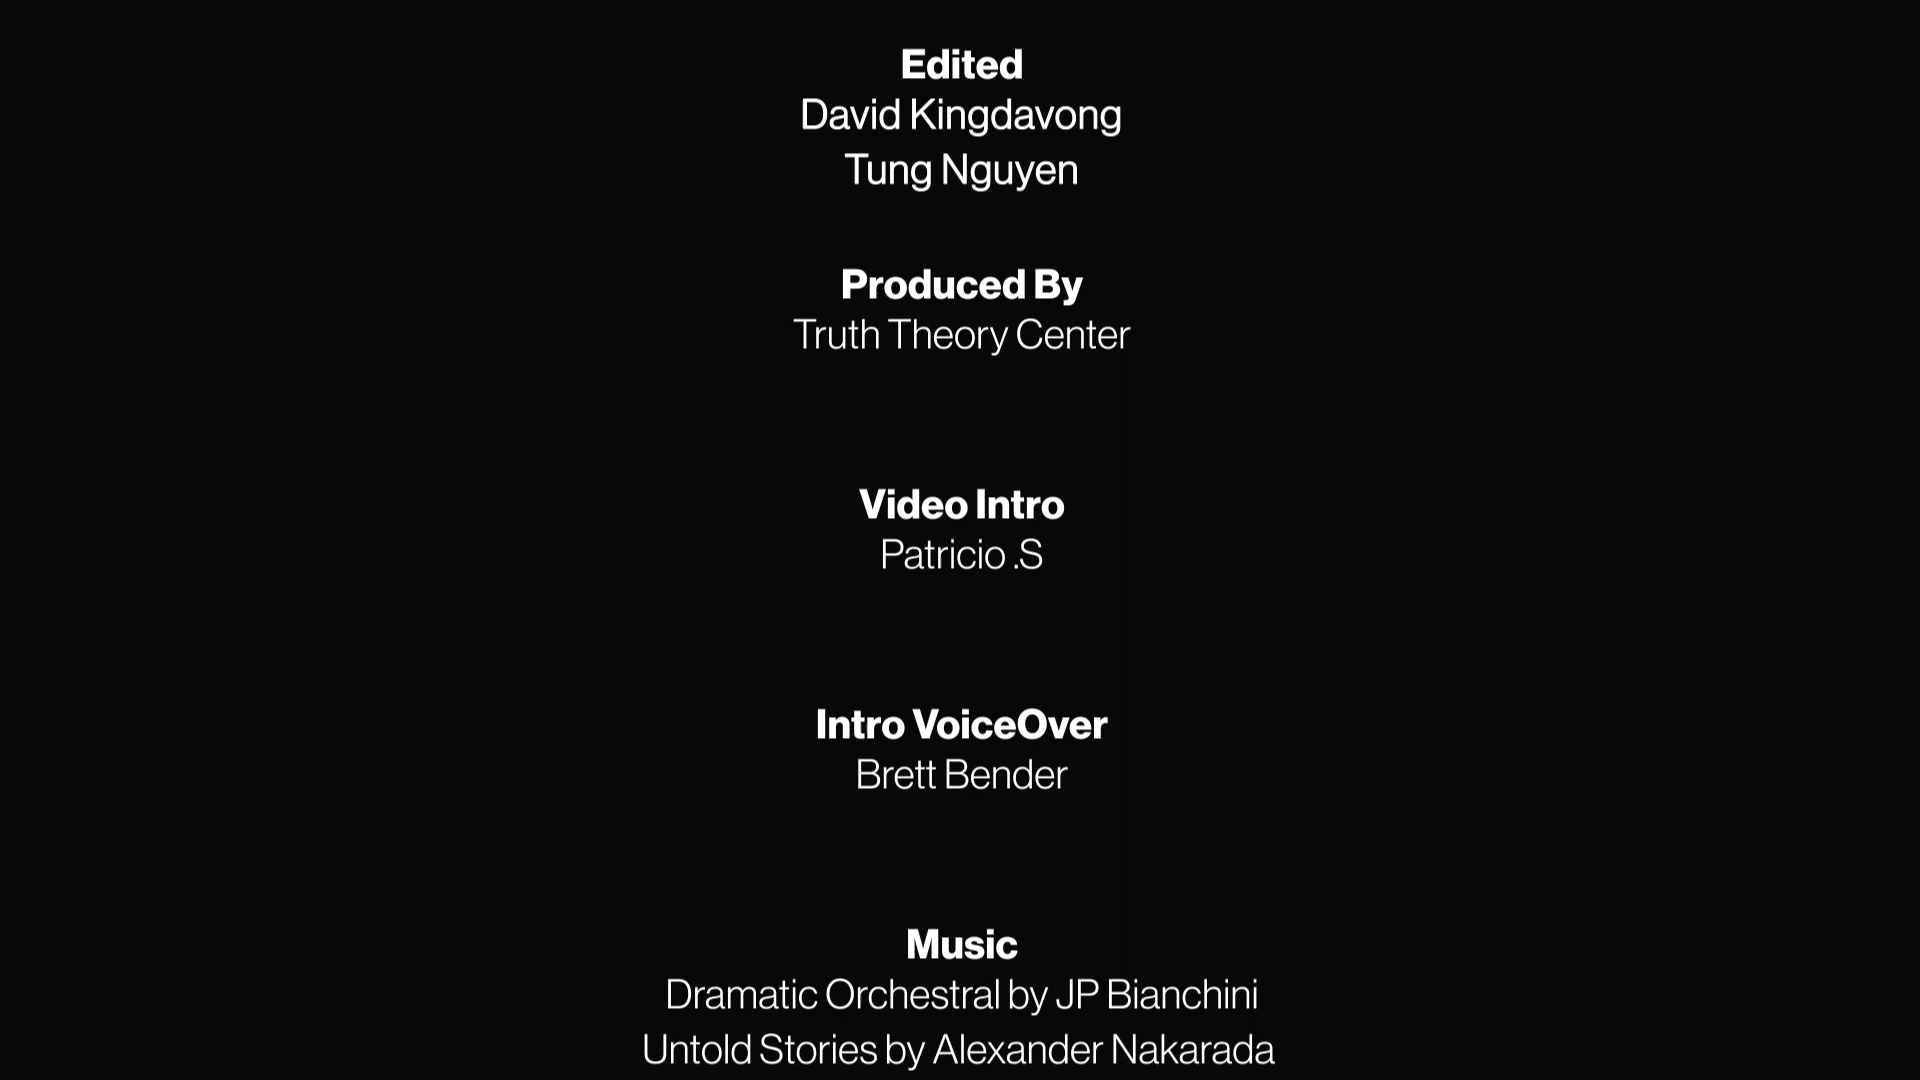 Edited
David Kingdavong
Tung Nguyen
Produced By
Truth Theory Center
Video Intro
Patricio .S
Intro VoiceOver
Brett Bender
Music
Dramatic Orchestral by JP Bianchini
Untold Stories by Alexander Nakarada